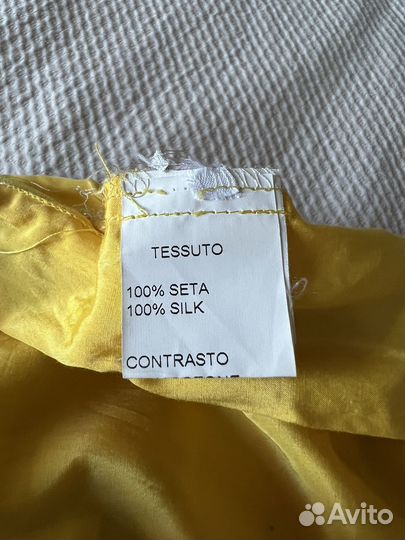 TESSUTO
100% SETA
100% SILK
CONTRASTO
Avito